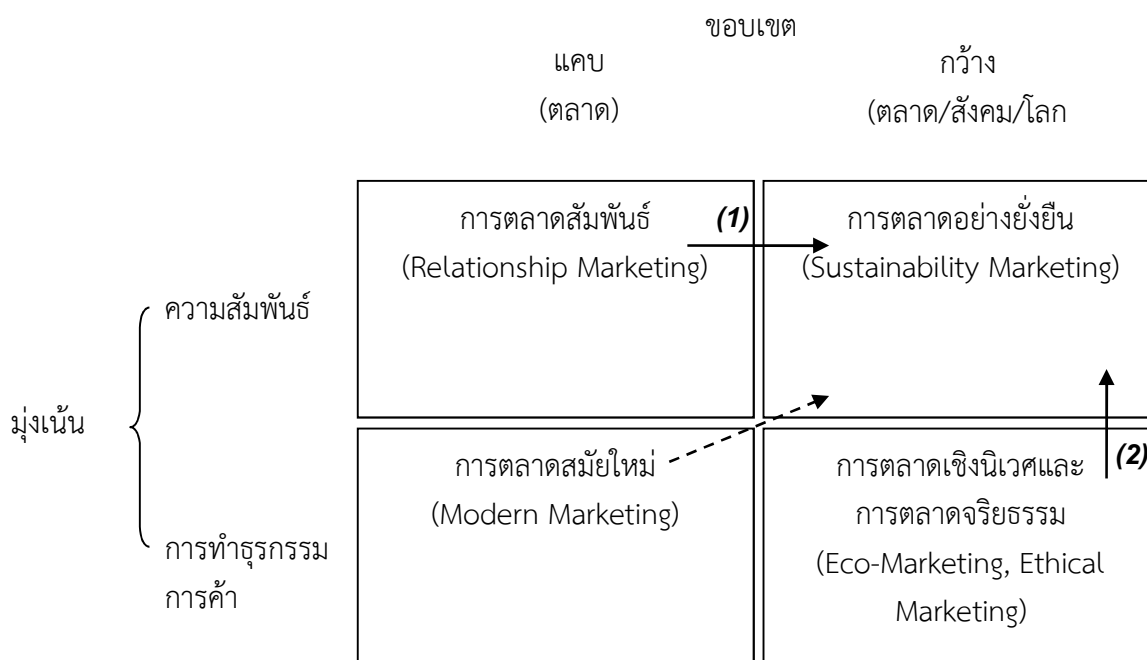 ขอบเขต
แคบ
กว้าง
(ตลาด)
(ตลาด/สังคม/โลก
การตลาดสัมพันธ์
(1)
การตลาดอย่างยั่งยืน
(Relationship Marketing)
(Sustainability Marketing)
ความสัมพันธ์
มุ่งเน้น
การตลาดสมัยใหม่
(Modern Marketing)
การตลาดเชิงนิเวศและ
(2)
การตลาดจริยธรรม
(Eco-Marketing, Ethical
Marketing)
การทำธุรกรรม
การค้า